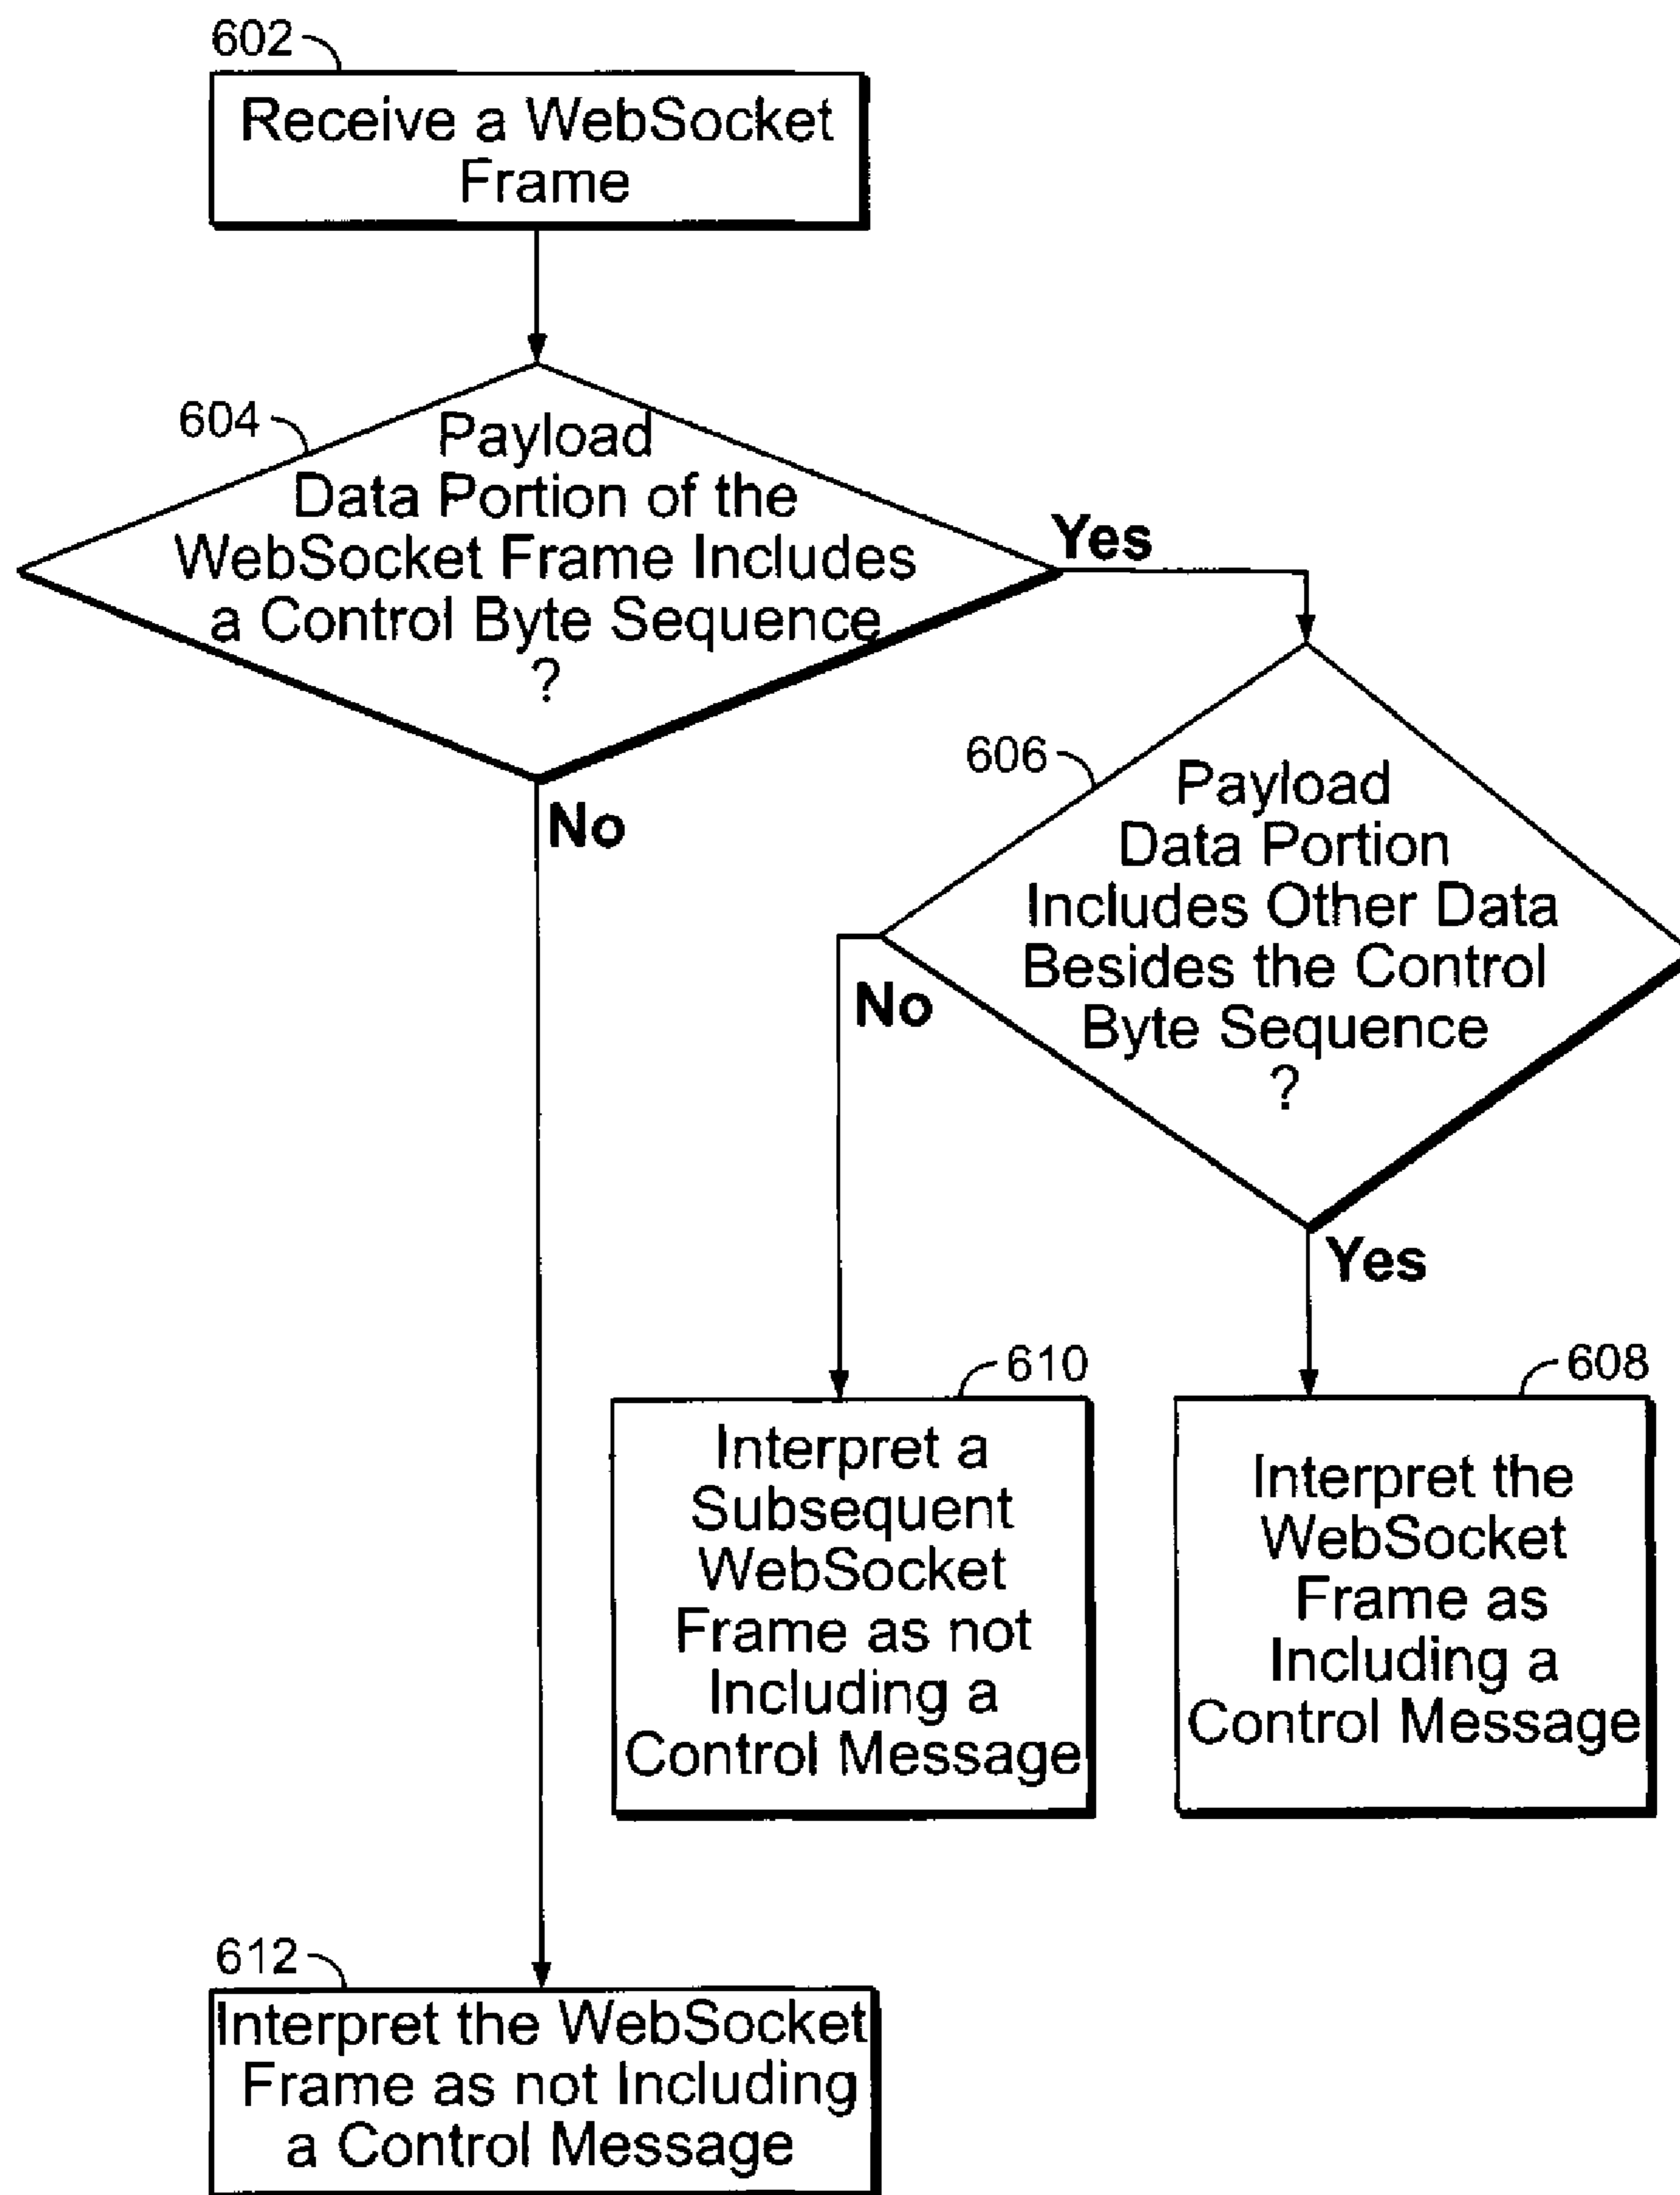 602
Receive a WebSocket
Frame
604
Payload
Data Portion of the
WebSocket Frame Includes
a Control Byte Sequence
?
Yes
No
606
Payload
Data Portion
Includes Other Data
Besides the Control
Byte Sequence
?
No
Yes
610
Interpret a
Subsequent
WebSocket
Frame as not
Including a
Control Message
608
Interpret the
WebSocket
Frame as
Including a
Control Message
612
Interpret the WebSocket
Frame as not Including
a Control Message